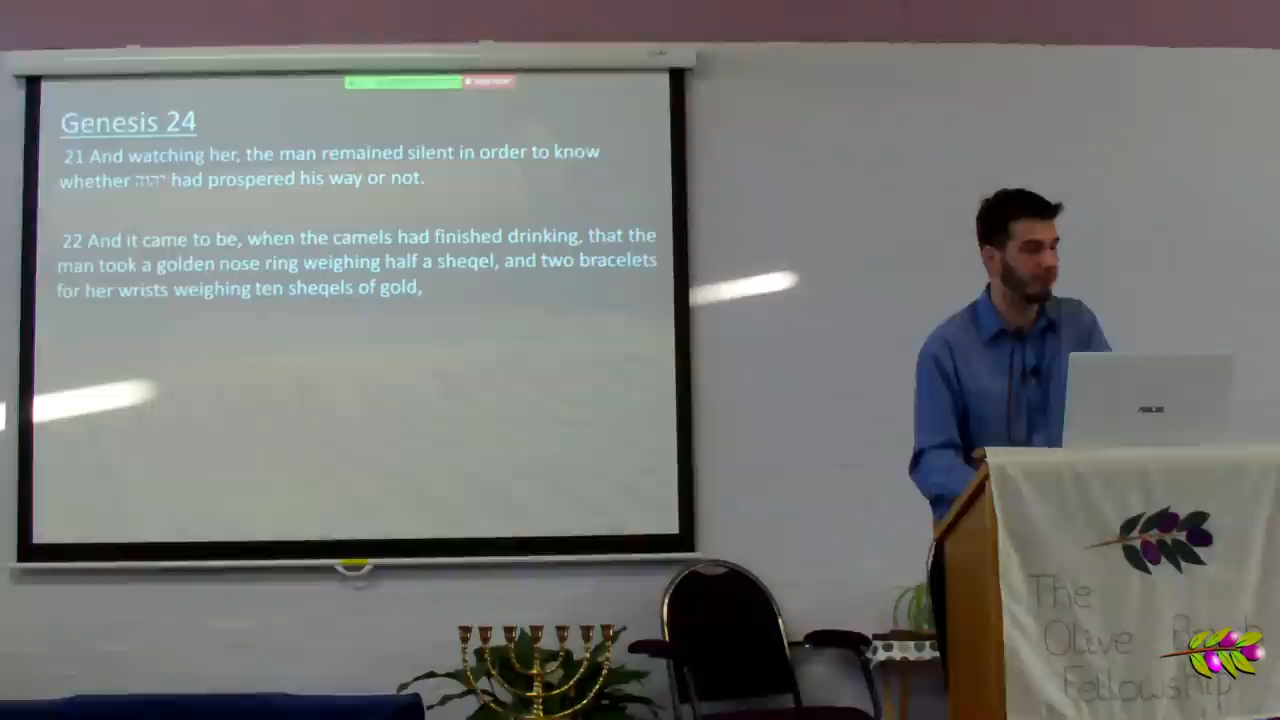 Genesis 24
21 And watching her, the man remained silent in order to know
whether יהוה had prospered his way or not.
22 And it came to be, when the camels had finished drinking, that the
man took a golden nose ring weighing half a sheqel, and two bracelets
for her wrists weighing ten sheqels of gold,
ASUS
The
Olive
Fellowship